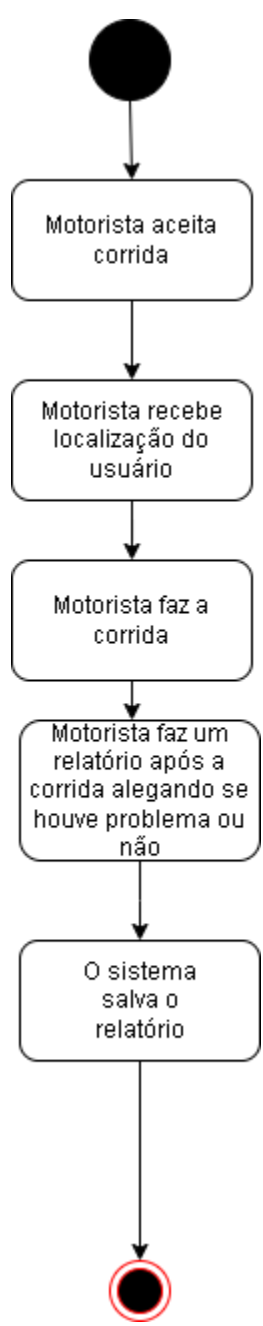 Motorista aceita
corrida
Motorista recebe
localização do
usuário
Motorista faz a
corrida
Motorista faz um
relatório após a
corrida alegando se
houve problema ou
não
O sistema
salva o
relatório